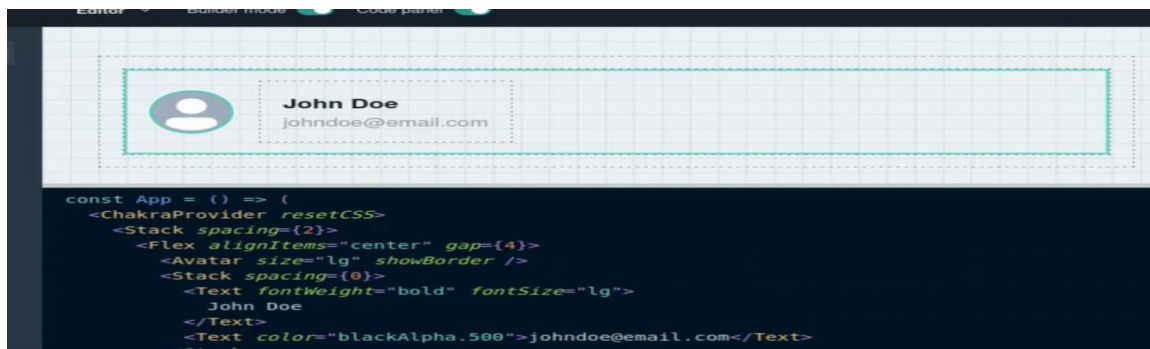 Editor Builder mode Code panel
John Doe
johndoe@email.com
const App = () => (
<ChakraProvider resetCSS>
<Stack spacing={2}>
<Flex alignItems="center" gap={4}>
<Avatar size="lg" showBorder />
<Stack spacing={0}>
<Text fontWeight="bold" fontSize="lg">
John Doe
</Text>
<Text color="blackAlpha.500">johndoe@email.com</Text>